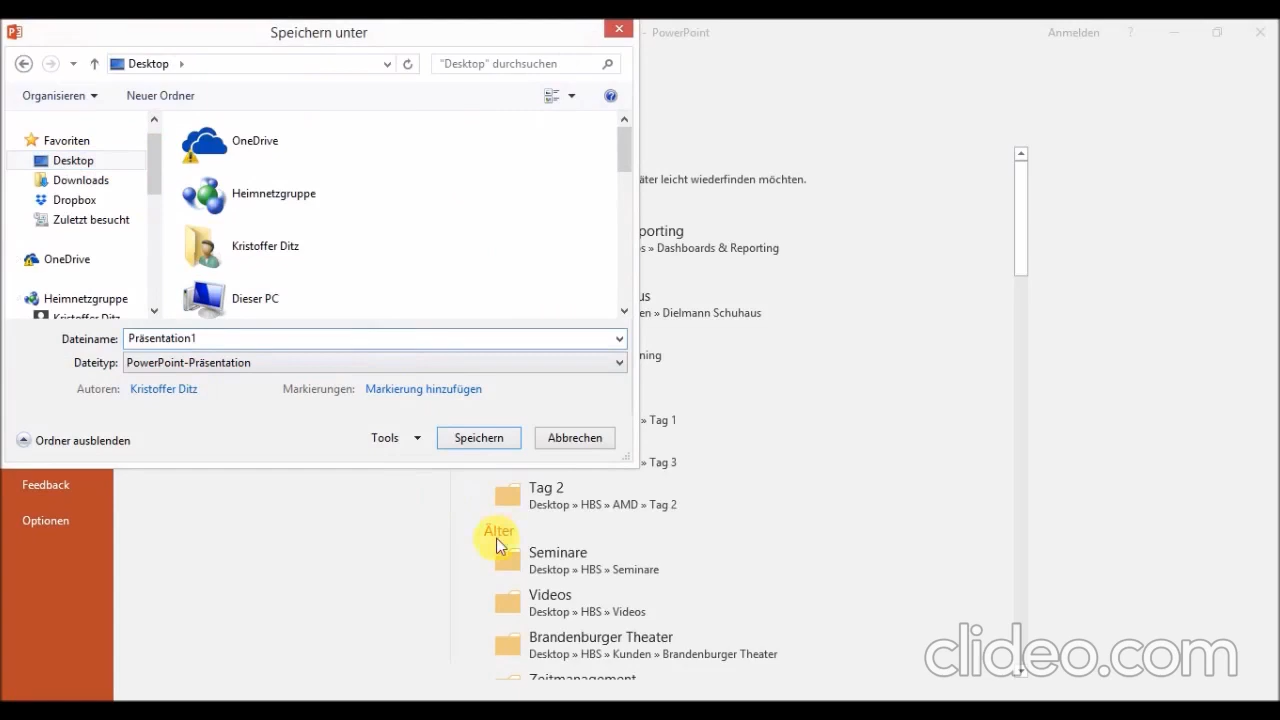 Speichern unter
- PowerPoint
Anmelden
?
Desktop
"Desktop" durchsuchen
Organisieren
Neuer Ordner
Favoriten
Desktop
Downloads
Dropbox
Zuletzt besucht
OneDrive
Heimnetzgruppe
Kristoffer Ditz
OneDrive
Heimnetzgruppe
Kristoffer Ditz
Dieser PC
Dateiname: Präsentation1
Dateityp: PowerPoint-Präsentation
Autoren: Kristoffer Ditz
Markierungen: Markierung hinzufügen
Ordner ausblenden
Tools
Speichern
Abbrechen
äter leicht wiederfinden möchten.
porting
s » Dashboards & Reporting
us
en » Dielmann Schuhaus
ning
» Tag 1
» Tag 3
Feedback
Optionen
Tag 2
Desktop » HBS » AMD » Tag 2
Älter
Seminare
Desktop » HBS » Seminare
Videos
Desktop » HBS » Videos
Brandenburger Theater
Desktop » HBS » Kunden » Brandenburger Theater
Zeitmanagement
clideo.com